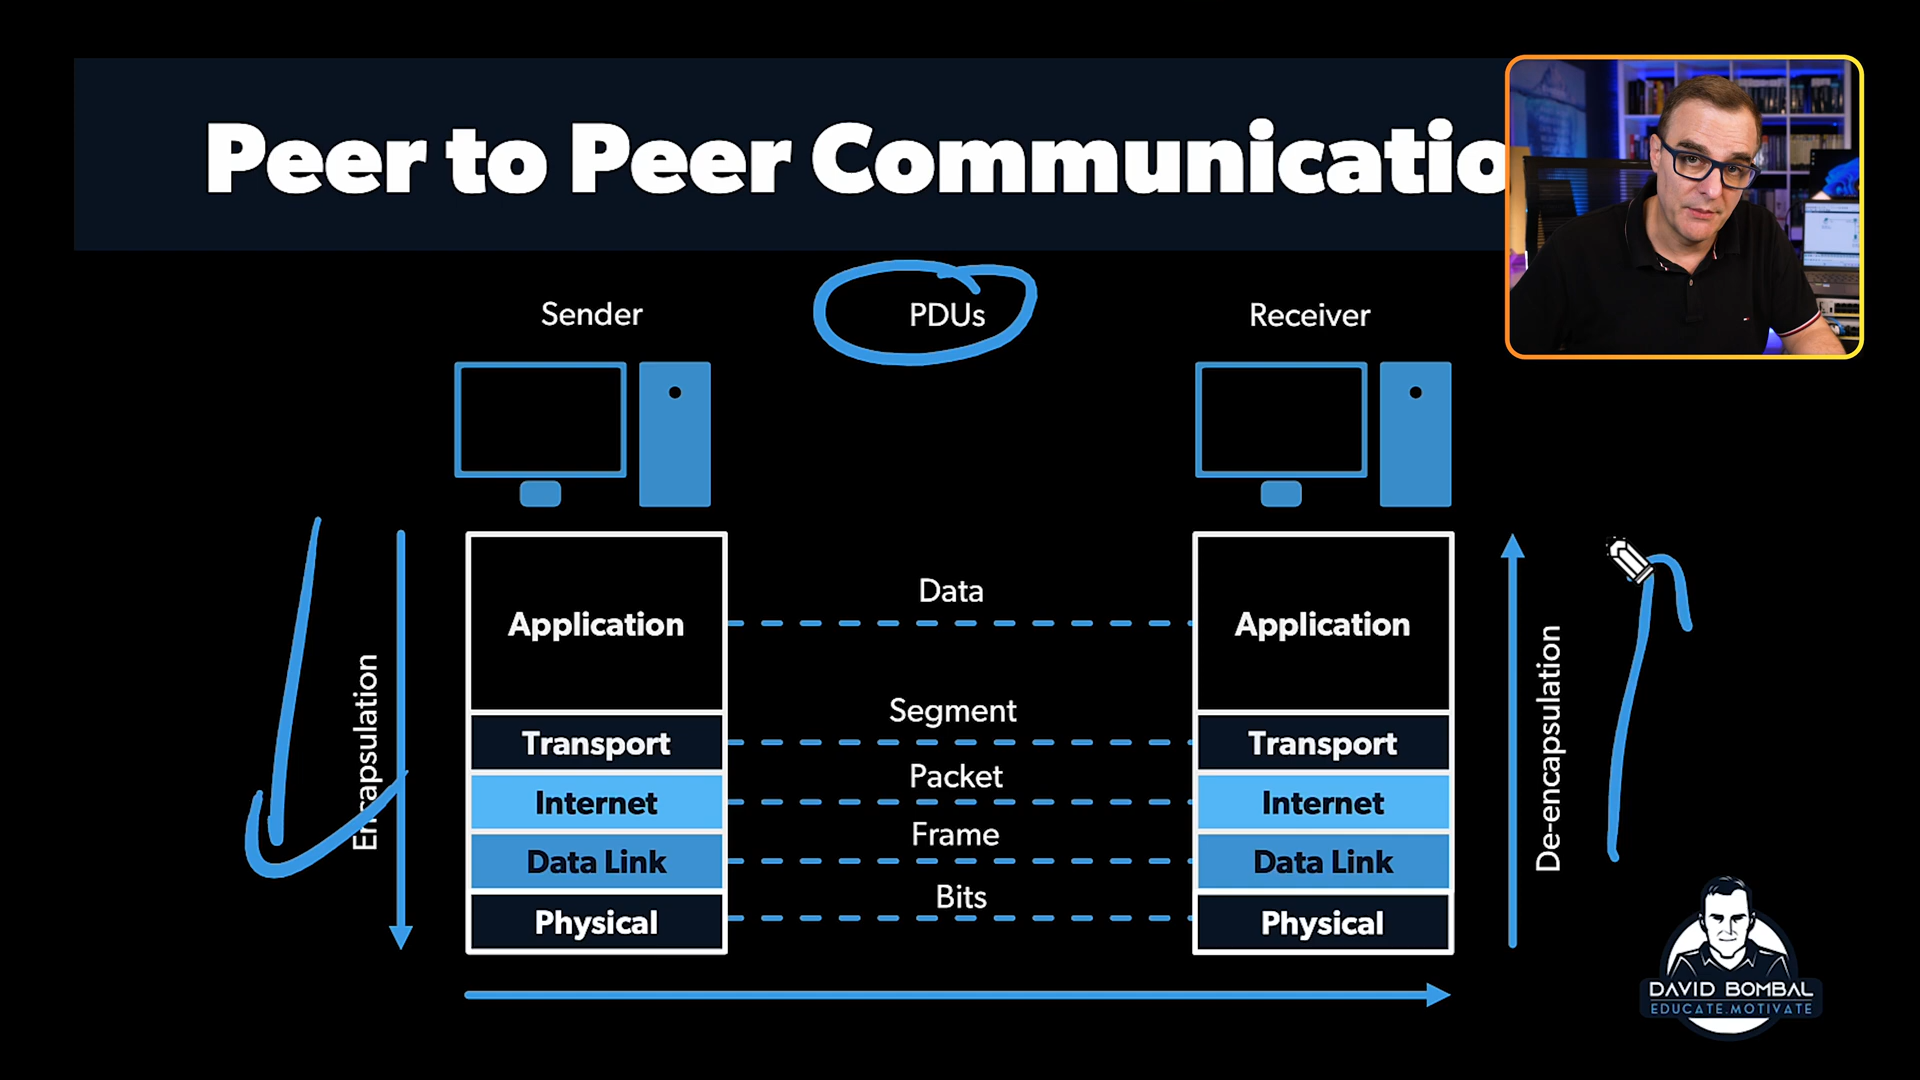 Peer to Peer Communicatio
Sender
PDUs
Receiver
Encapsulation
Application
Data
Application
De-encapsulation
Segment
Transport
Transport
Packet
Internet
Internet
Frame
Data Link
Data Link
Bits
Physical
Physical
DAVID BOMBAL
EDUCATE.MOTIVATE